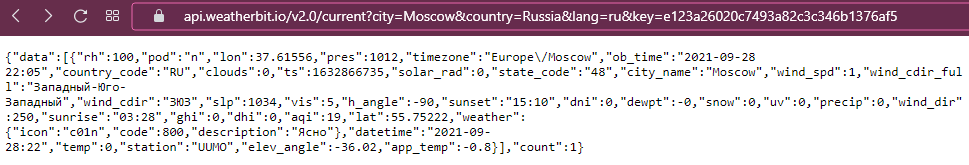 api.weatherbit.io/v2.0/current?city=Moscow&country=Russia&lang=ru&key=e123a26020c7493a82c3c346b1376af5
{"data":[{"rh":100,"pod":"n","lon":37.61556,"pres":1012,"timezone":"Europe\/Moscow","ob_time":"2021-09-28
22:05","country_code":"RU","clouds":0,"ts":1632866735,"solar_rad":0,"state_code":"48","city_name":"Moscow","wind_spd":1,"wind_cdir_ful
l":"Западный-Юго-
Западный","wind_cdir":"ЗЮЗ","slp":1034,"vis":5,"h_angle":-90,"sunset":"15:10","dni":0,"dewpt":-0,"snow":0,"uv":0,"precip":0,"wind_dir"
:250,"sunrise":"03:28","ghi":0,"dhi":0,"aqi":19,"lat":55.75222,"weather":
{"icon":"c01n","code":800,"description":"Ясно"},"datetime":"2021-09-
28:22","temp":0,"station":"UUMO","elev_angle":-36.02,"app_temp":-0.8}],"count":1}